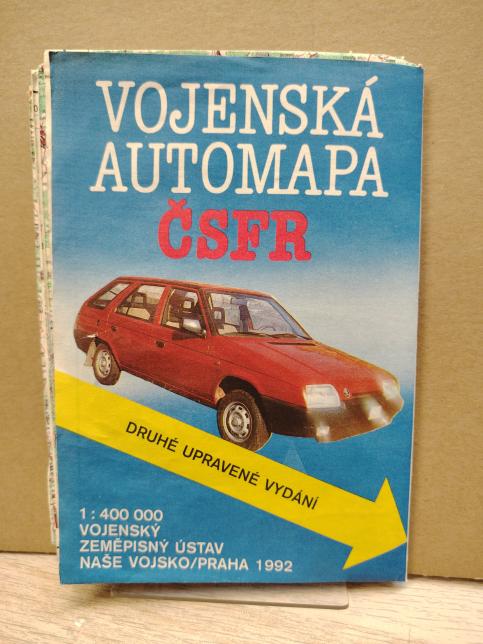 VOJENSKÁ
AUTOMAPA
ČSFR
DRUHÉ UPRAVENÉ VYDÁNÍ
1 : 400 000
VOJENSKÝ
ZEMĚPISNÝ ÚSTAV
NAŠE VOJSKO/PRAHA 1992